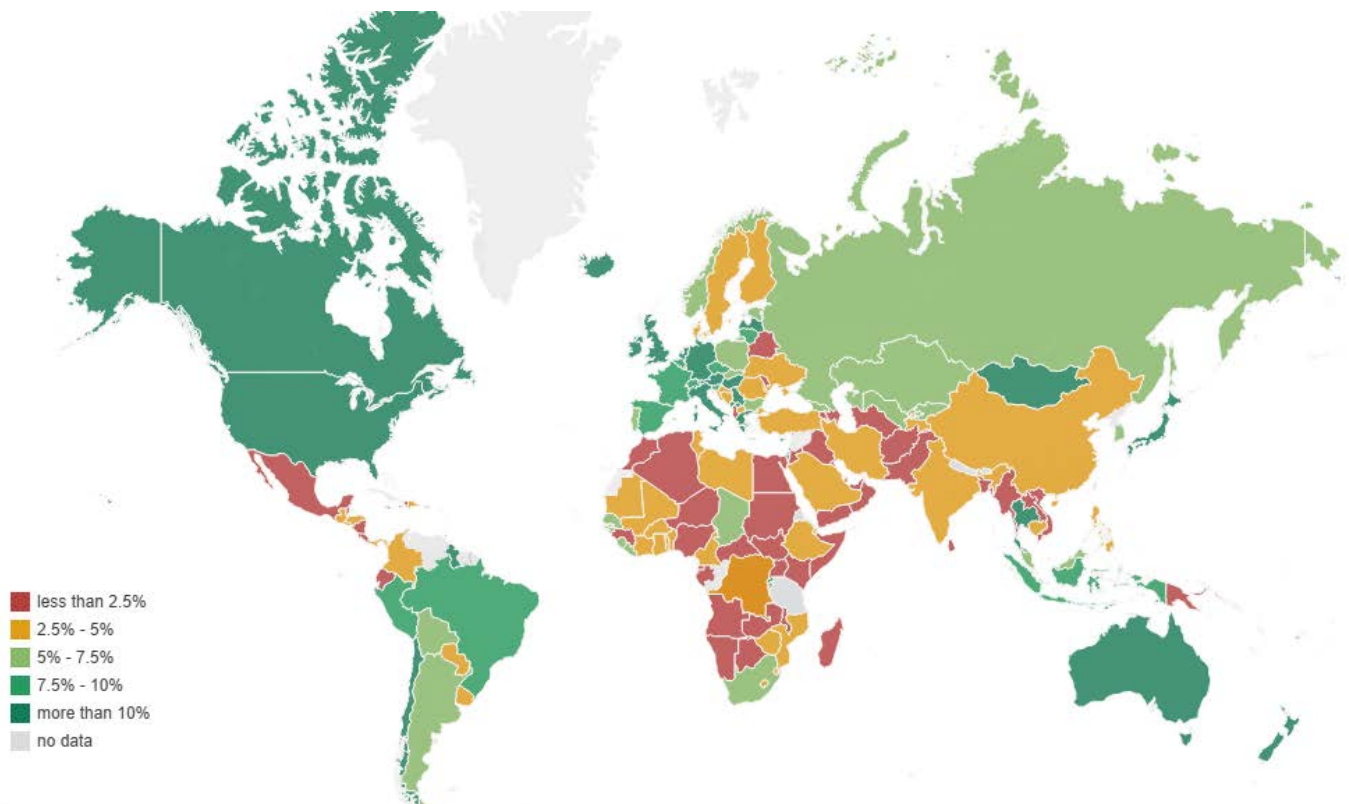 less than 2.5%
2.5% - 5%
5% - 7.5%
7.5% - 10%
more than 10%
no data